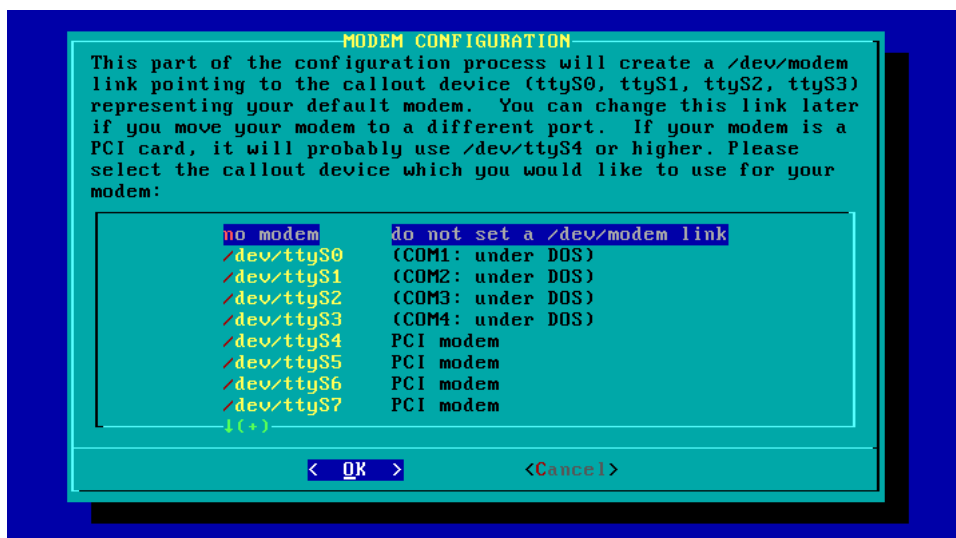 MODEM CONFIGURATION
This part of the configuration process will create a /dev/modem
link pointing to the callout device (ttyS0, ttyS1, ttyS2, ttyS3)
representing your default modem.  You can change this link later
if you move your modem to a different port.  If your modem is a
PCI card, it will probably use /dev/ttyS4 or higher. Please
select the callout device which you would like to use for your
modem:
no modem do not set a /dev/modem link
/dev/ttyS0 (COM1: under DOS)
/dev/ttyS1 (COM2: under DOS)
/dev/ttyS2 (COM3: under DOS)
/dev/ttyS3 (COM4: under DOS)
/dev/ttyS4 PCI modem
/dev/ttyS5 PCI modem
/dev/ttyS6 PCI modem
/dev/ttyS7 PCI modem
↓(+)
< OK > <Cancel>